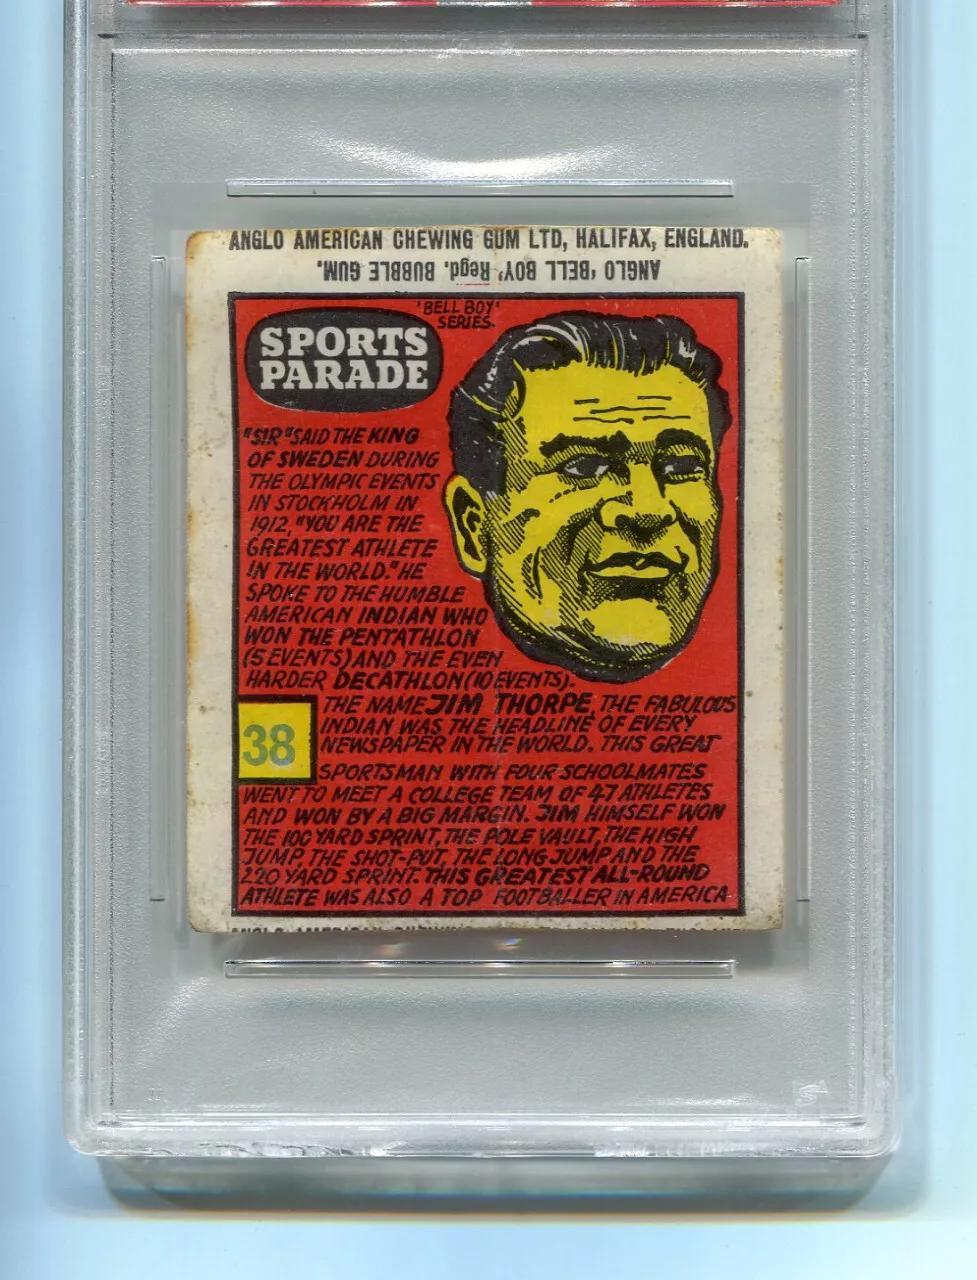 ANGLO AMERICAN CHEWING GUM LTD, HALIFAX, ENGLAND.
ANGLO 'BELL BOY' Regd. BUBBLE GUM.
'BELL BOY'
SERIES.
SPORTS
PARADE
"SIR" SAID THE KING
OF SWEDEN DURING
THE OLYMPIC EVENTS
IN STOCKHOLM IN
1912, "YOU ARE THE
GREATEST ATHLETE
IN THE WORLD." HE
SPOKE TO THE HUMBLE
AMERICAN INDIAN WHO
WON THE PENTATHLON
(5 EVENTS) AND THE EVEN
HARDER DECATHLON (10 EVENTS).
THE NAME JIM THORPE, THE FABULOUS
INDIAN WAS THE HEADLINE OF EVERY
NEWSPAPER IN THE WORLD. THIS GREAT
38
SPORTSMAN WITH FOUR SCHOOLMATES
WENT TO MEET A COLLEGE TEAM OF 47 ATHLETES
AND WON BY A BIG MARGIN. JIM HIMSELF WON
THE 100 YARD SPRINT, THE POLE VAULT, THE HIGH
JUMP, THE SHOT-PUT, THE LONG JUMP AND THE
220 YARD SPRINT. THIS GREATEST ALL-ROUND
ATHLETE WAS ALSO A TOP FOOTBALLER IN AMERICA.
ANGLO AMERICAN CHEWING